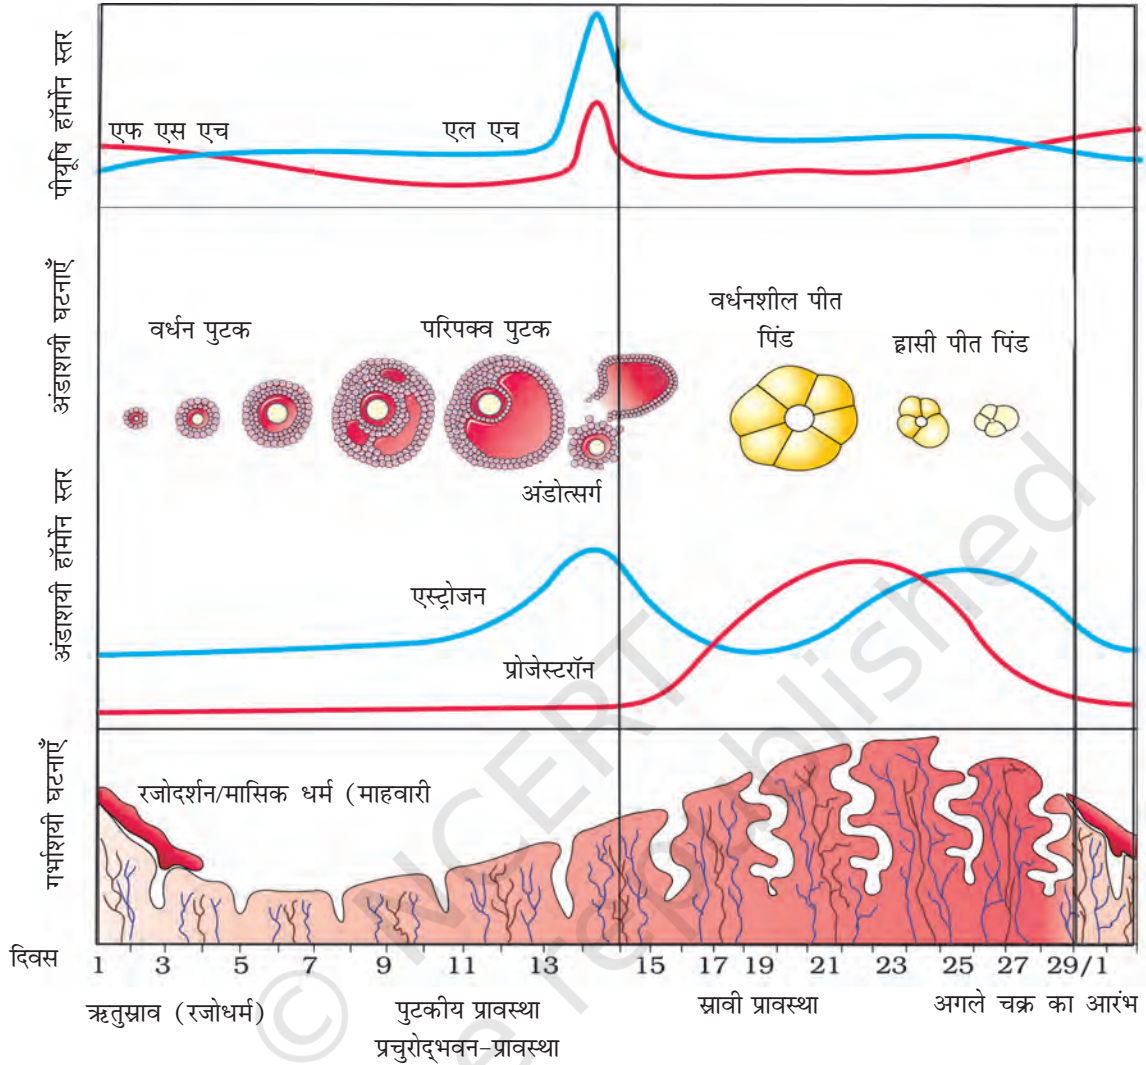 पीयूषि हॉर्मोन स्तर
एफ एस एच
एल एच
अंडाशयी घटनाएँ
वर्धन पुटक
परिपक्व पुटक
वर्धनशील पीत
पिंड
ह्रासी पीत पिंड
अंडोत्सर्ग
अंडाशयी हॉर्मोन स्तर
एस्ट्रोजन
प्रोजेस्टरॉन
गर्भाशयी घटनाएँ
रजोदर्शन/मासिक धर्म (माहवारी
दिवस
1 3 5 7 9 11 13 15 17 19 21 23 25 27 29/1
ऋतुस्राव (रजोधर्म)
पुटकीय प्रावस्था
प्रचुरोद्भवन-प्रावस्था
स्रावी प्रावस्था
अगले चक्र का आरंभ
© NCERT
be republished